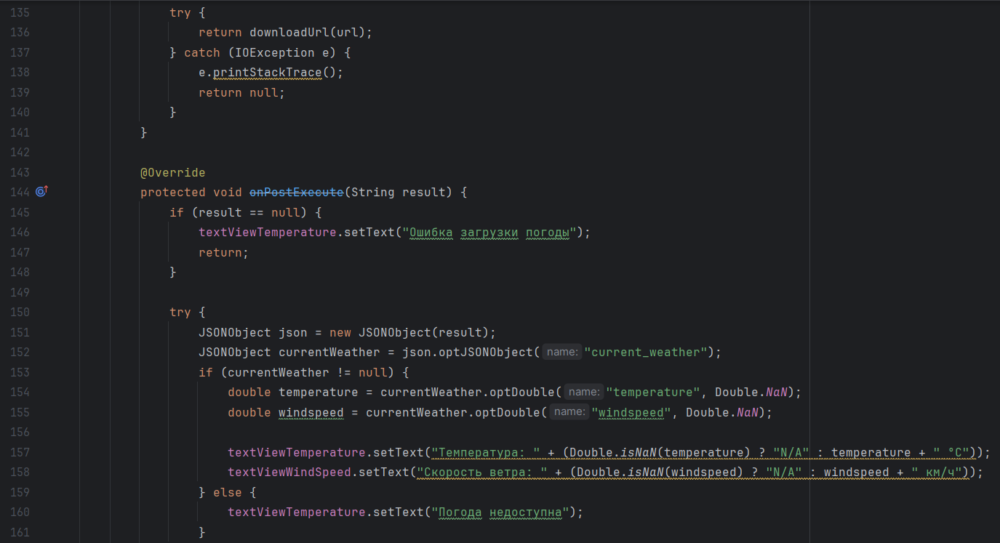 135 try {
136 return downloadUrl(url);
137 } catch (IOException e) {
138 e.printStackTrace();
139 return null;
140 }
141 }
142
143 @Override
144 protected void onPostExecute(String result) {
145 if (result == null) {
146 textViewTemperature.setText("Ошибка загрузки погоды");
147 return;
148 }
149
150 try {
151 JSONObject json = new JSONObject(result);
152 JSONObject currentWeather = json.optJSONObject( name: "current_weather");
153 if (currentWeather != null) {
154 double temperature = currentWeather.optDouble( name: "temperature", Double.NaN);
155 double windspeed = currentWeather.optDouble( name: "windspeed", Double.NaN);
156
157 textViewTemperature.setText("Температура: " + (Double.isNaN(temperature) ? "N/A" : temperature + " °C"));
158 textViewWindSpeed.setText("Скорость ветра: " + (Double.isNaN(windspeed) ? "N/A" : windspeed + " км/ч"));
159 } else {
160 textViewTemperature.setText("Погода недоступна");
161 }